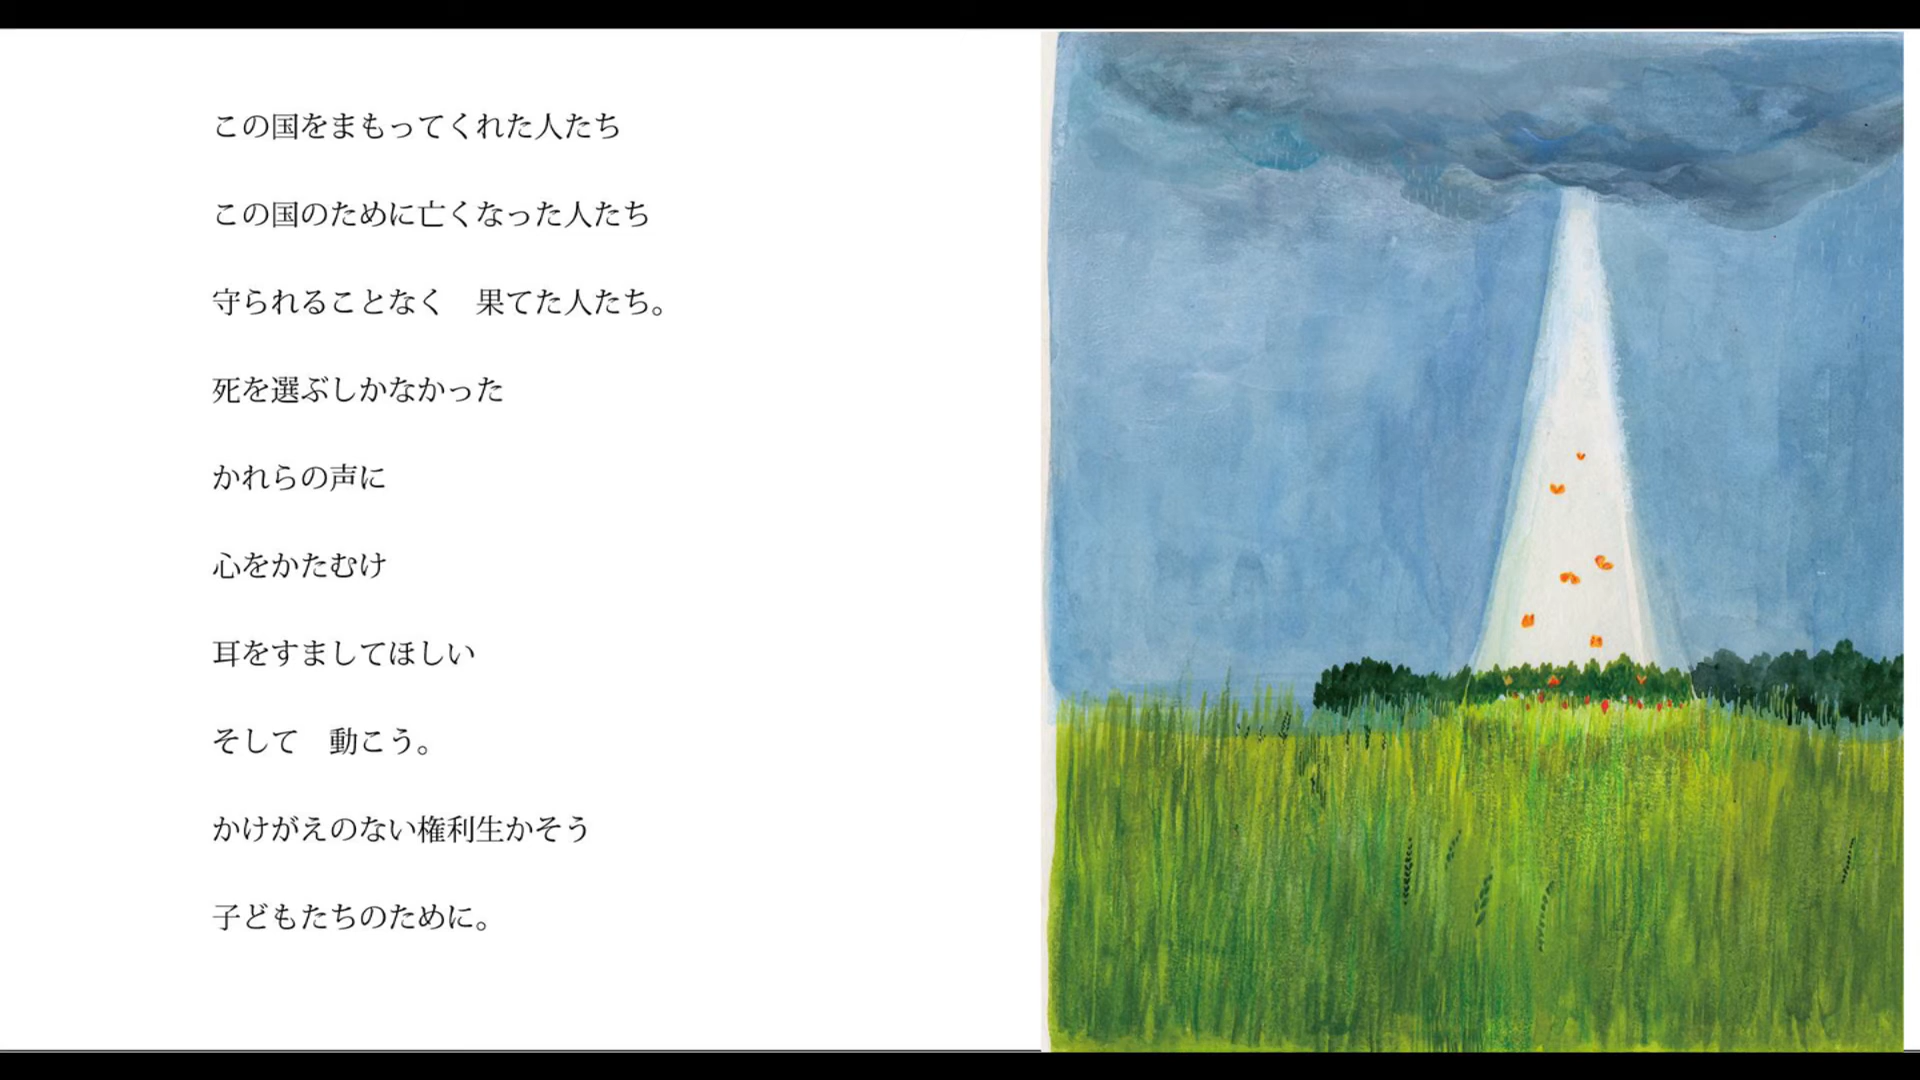 この国をまもってくれた人たち
この国のために亡くなった人たち
守られることなく　果てた人たち。
死を選ぶしかなかった
かれらの声に
心をかたむけ
耳をすましてほしい
そして　動こう。
かけがえのない権利生かそう
子どもたちのために。